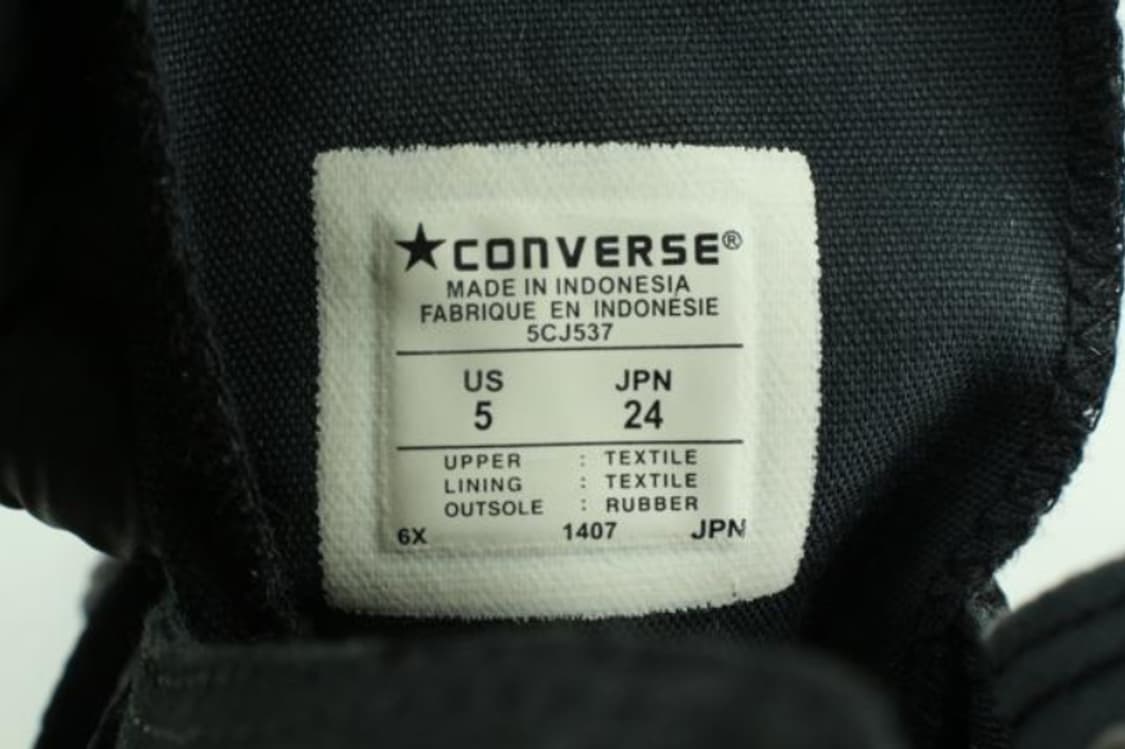 ★CONVERSE®
MADE IN INDONESIA
FABRIQUE EN INDONÉSIE
5CJ537
US JPN
5 24
UPPER : TEXTILE
LINING : TEXTILE
OUTSOLE : RUBBER
6X 1407 JPN